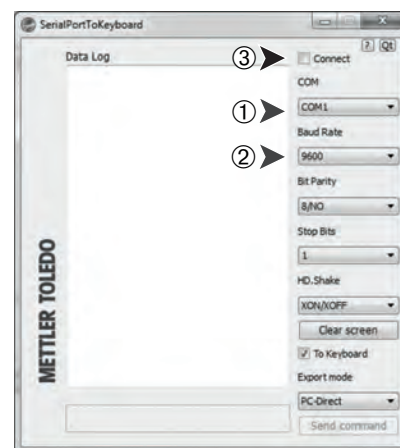 SerialPortToKeyboard
? Qt
Data Log
③ Connect
COM
① COM1
Baud Rate
② 9600
Bit Parity
8/NO
Stop Bits
1
HD.Shake
XON/XOFF
Clear screen
To Keyboard
Export mode
PC-Direct
Send command
METTLER TOLEDO